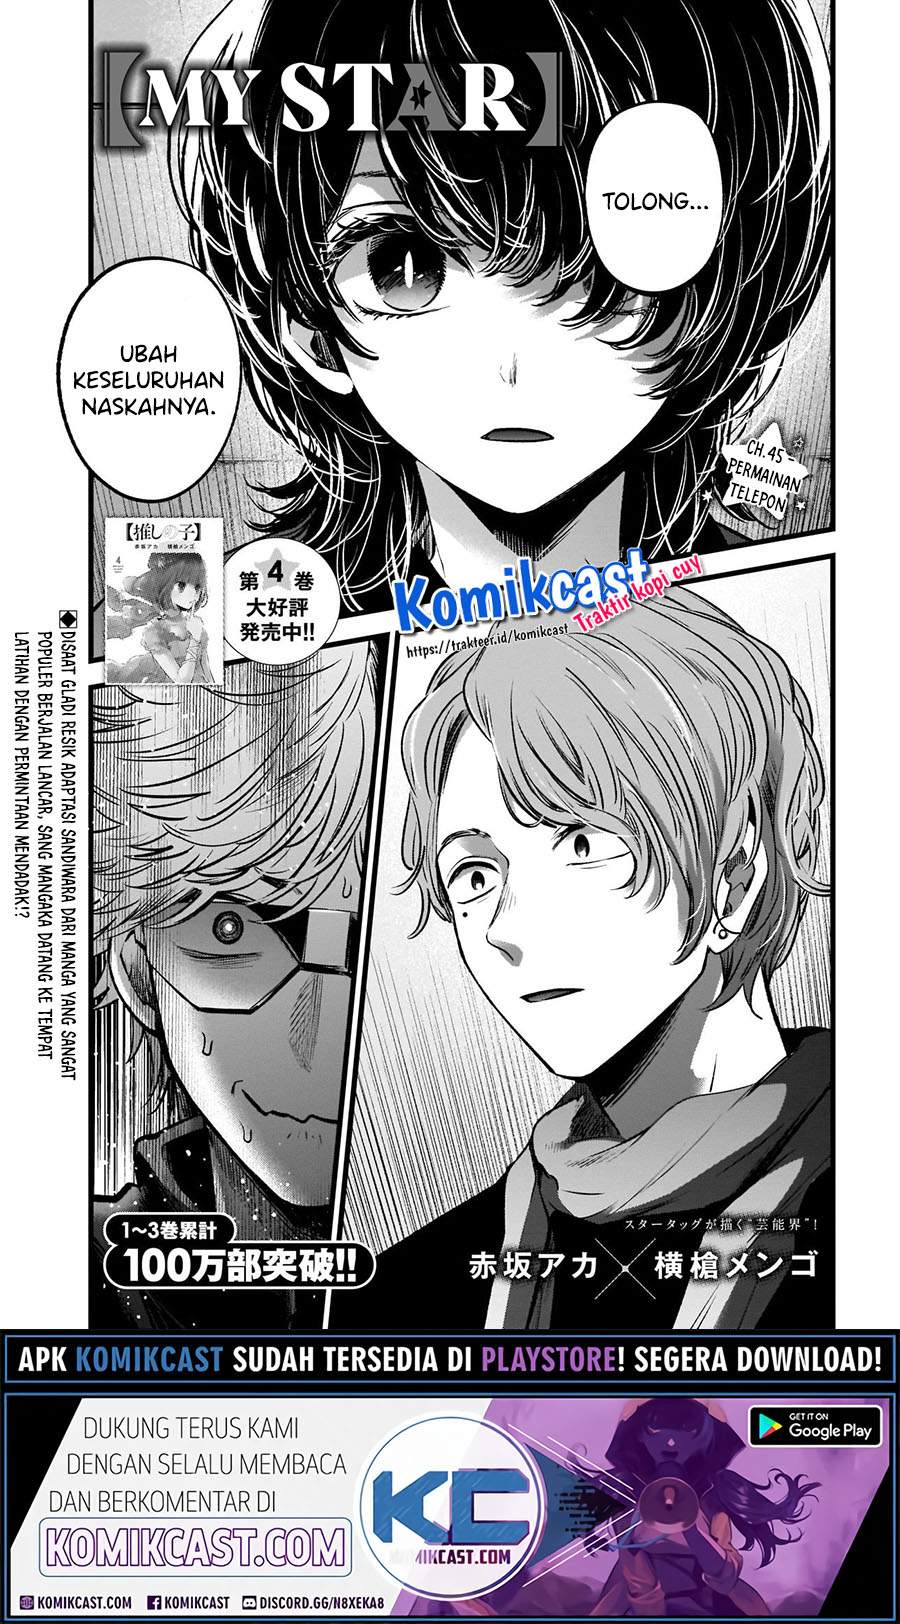 【MY STAR】
TOLONG...
UBAH
KESELURUHAN
NASKAHNYA.
CH.45 -
PERMAINAN
TELEPON
【推しの子】
4
赤坂アカ 横槍メンゴ
第4巻
大好評
発売中!!
Komikcast
Traktir kopi cuy
https://trakteer.id/komikcast
◆DISAAT GLADI RESIK ADAPTASI SANDIWARA DARI MANGA YANG SANGAT
POPULER BERJALAN LANCAR, SANG MANGAKA DATANG KE TEMPAT
LATIHAN DENGAN PERMINTAAN MENDADAK!?
1〜3巻累計
100万部突破!!
スタータッグが描く“芸能界”!
赤坂アカ×横槍メンゴ
APK KOMIKCAST SUDAH TERSEDIA DI PLAYSTORE! SEGERA DOWNLOAD!
DUKUNG TERUS KAMI
DENGAN SELALU MEMBACA
DAN BERKOMENTAR DI
KOMIKCAST.COM
KC
KOMIKCAST.COM
GET IT ON
Google Play
KOMIKCAST.COM KOMIKCAST DISCORD.GG/N8XEKA8